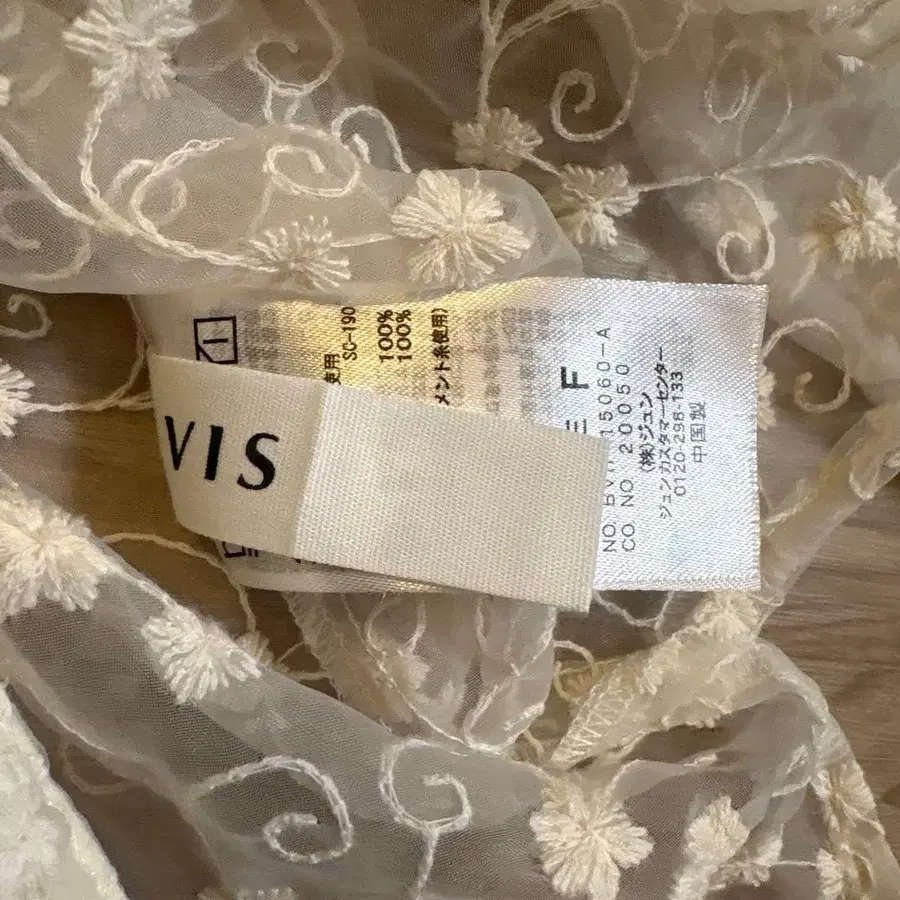 VIS
使用
SC-190
100%
100%
メント糸使用)
F
15060-A
NO.
CO. NO. 20050
(株)ジュン
ジュンカスタマーセンター
0120-298-133
中国製